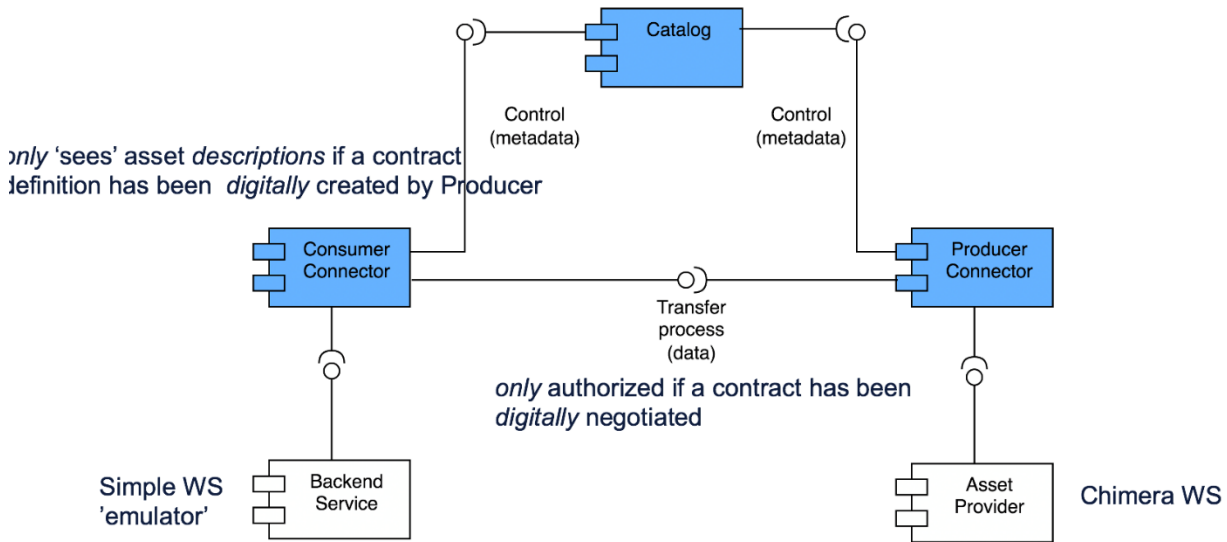 Catalog
Control
(metadata)
Control
(metadata)
only ‘sees’ asset descriptions if a contract
definition has been  digitally created by Producer
Consumer
Connector
Producer
Connector
Transfer
process
(data)
only authorized if a contract has been
digitally negotiated
Simple WS
’emulator’
Backend
Service
Asset
Provider
Chimera WS